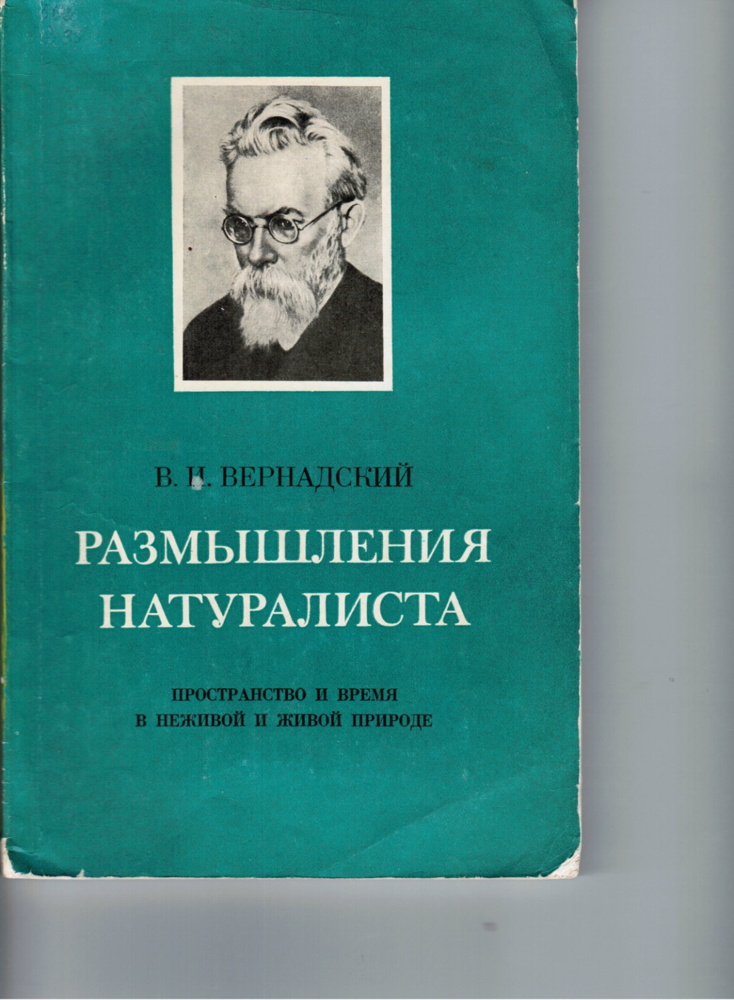 В. И. ВЕРНАДСКИЙ
РАЗМЫШЛЕНИЯ
НАТУРАЛИСТА
ПРОСТРАНСТВО И ВРЕМЯ
В НЕЖИВОЙ И ЖИВОЙ ПРИРОДЕ